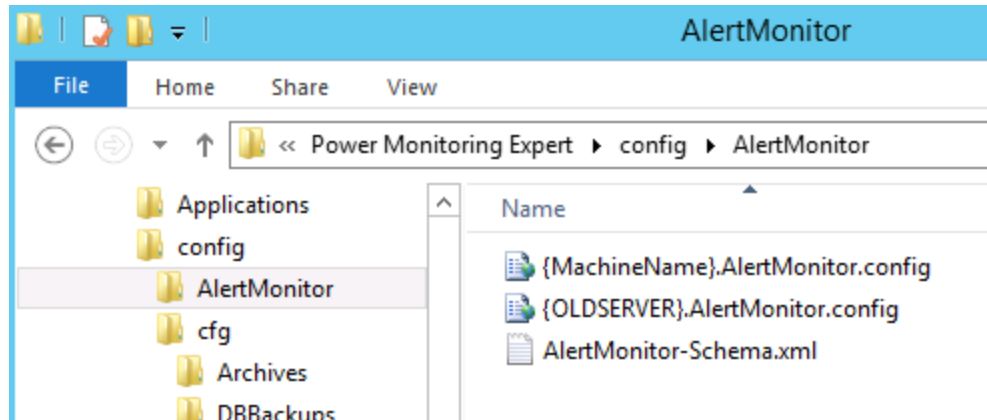 AlertMonitor
File Home Share View
« Power Monitoring Expert config AlertMonitor
Applications
config
AlertMonitor
cfg
Archives
DBBackups
Name
{MachineName}.AlertMonitor.config
{OLDSERVER}.AlertMonitor.config
AlertMonitor-Schema.xml